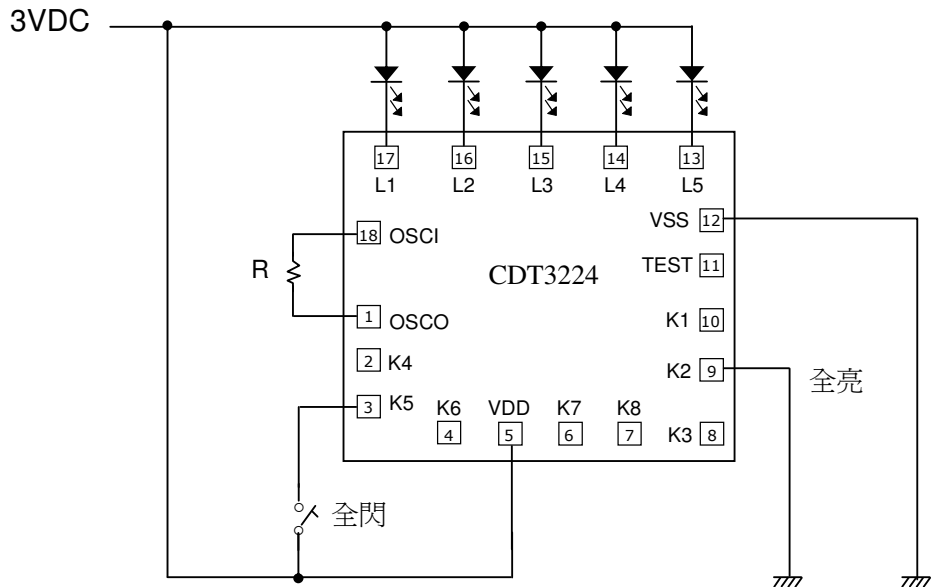 3VDC
17 16 15 14 13
L1 L2 L3 L4 L5
18 OSCI
VSS 12
R
CDT3224
TEST 11
1 OSCO
K1 10
2 K4
K2 9
全亮
3 K5
K6 VDD K7 K8
4 5 6 7
K3 8
全閃